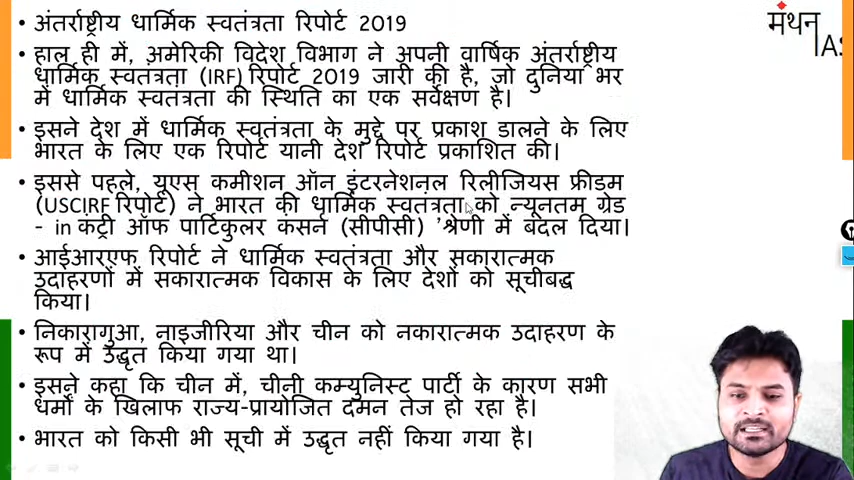 • अंतर्राष्ट्रीय धार्मिक स्वतंत्रता रिपोर्ट 2019
• हाल ही में, अमेरिकी विदेश विभाग ने अपनी वार्षिक अंतर्राष्ट्रीय
धार्मिक स्वतंत्रता (IRF) रिपोर्ट 2019 जारी की है, जो दुनिया भर
में धार्मिक स्वतंत्रता की स्थिति का एक सर्वेक्षण है।
• इसने देश में धार्मिक स्वतंत्रता के मुद्दे पर प्रकाश डालने के लिए
भारत के लिए एक रिपोर्ट यानी देश रिपोर्ट प्रकाशित की।
• इससे पहले, यूएस कमीशन ऑन इंटरनेशनल रिलीजियस फ्रीडम
(USCIRF रिपोर्ट) ने भारत की धार्मिक स्वतंत्रता को न्यूनतम ग्रेड
- in कंट्री ऑफ पार्टिकुलर कंसर्न (सीपीसी) ’श्रेणी में बदल दिया।
• आईआरएफ रिपोर्ट ने धार्मिक स्वतंत्रता और सकारात्मक
उदाहरणों में सकारात्मक विकास के लिए देशों को सूचीबद्ध
किया।
• निकारागुआ, नाइजीरिया और चीन को नकारात्मक उदाहरण के
रूप में उद्धृत किया गया था।
• इसने कहा कि चीन में, चीनी कम्युनिस्ट पार्टी के कारण सभी
धर्मों के खिलाफ राज्य-प्रायोजित दमन तेज हो रहा है।
• भारत को किसी भी सूची में उद्धृत नहीं किया गया है।
मंथन
IAS